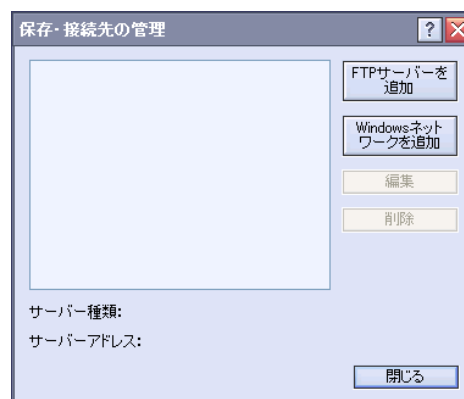 保存・接続先の管理
FTPサーバーを
追加
Windowsネット
ワークを追加
編集
削除
サーバー種類:
サーバーアドレス:
閉じる